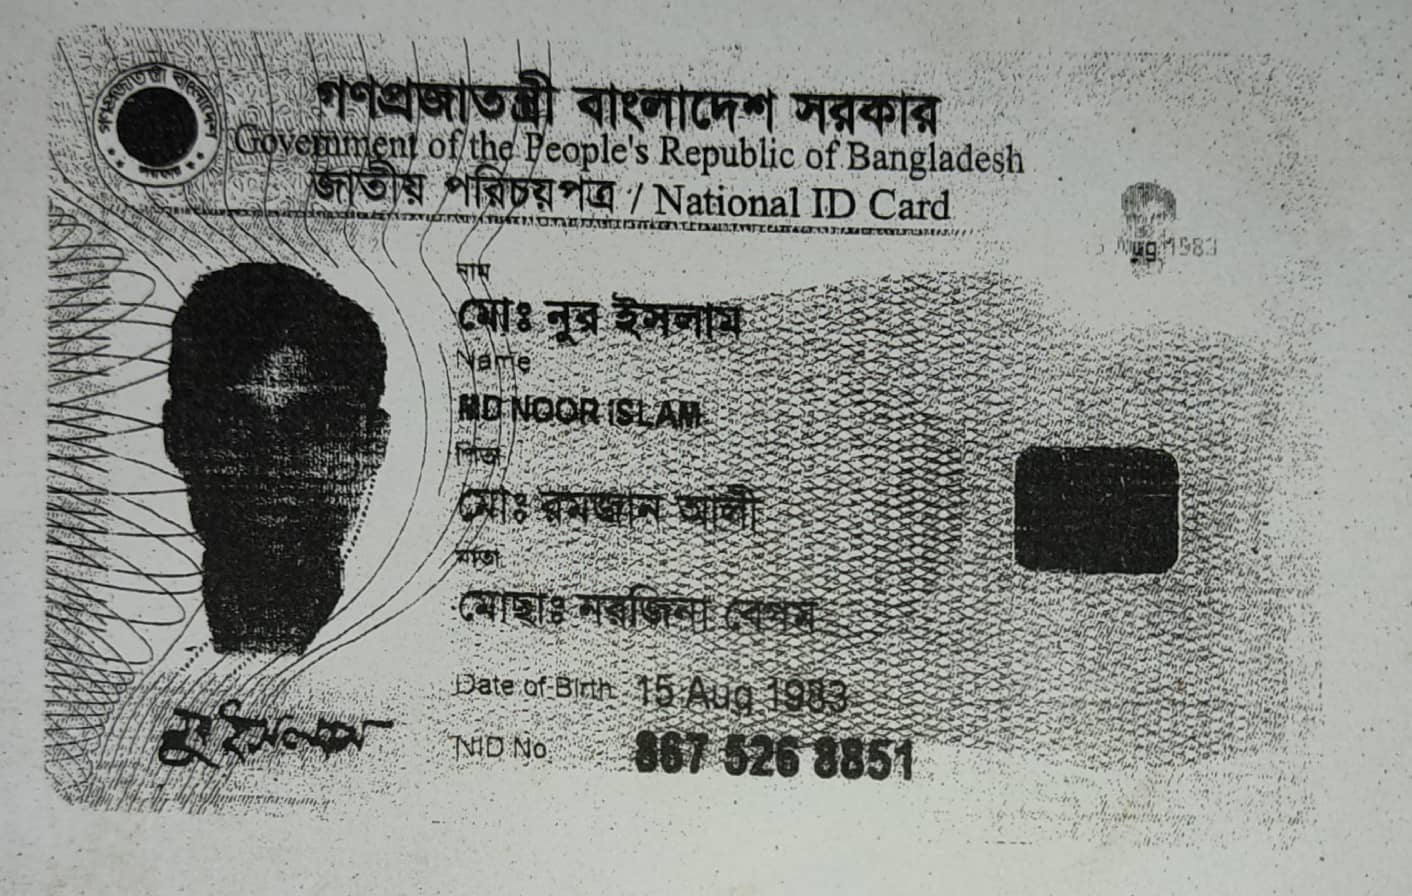 গণপ্রজাতন্ত্রী বাংলাদেশ সরকার
Government of the People's Republic of Bangladesh
জাতীয় পরিচয়পত্র / National ID Card
Aug 1983
নাম
মোঃ নুর ইসলাম
Name
MD NOOR ISLAM
পিতা
মোঃ রমজান আলী
মাতা
মোছাঃ নরজিনা বেগম
Date of Birth 15 Aug 1983
নুর ইসলাম
NID No. 867 526 8851